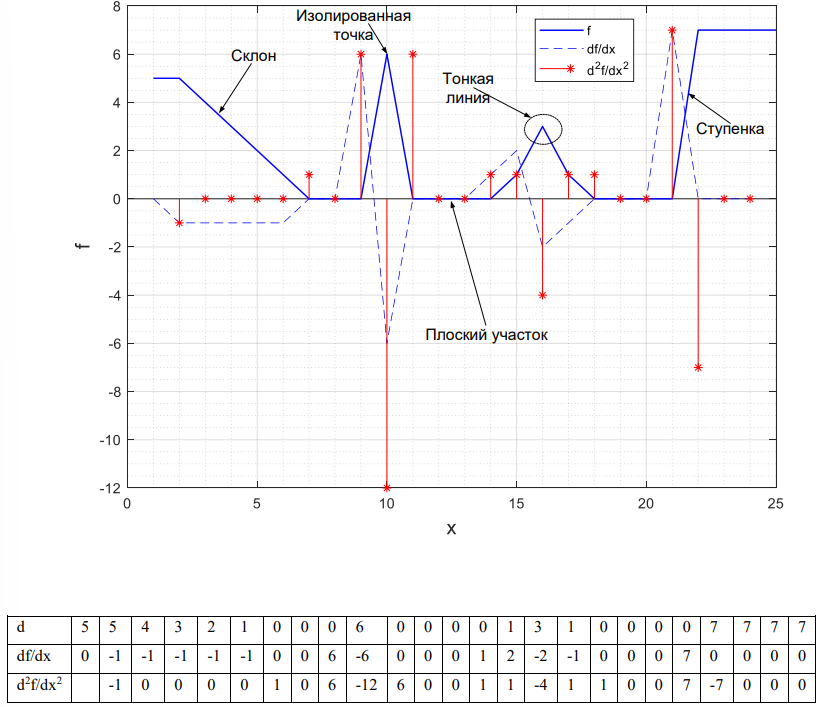 8
Изолированная
точка
Склон
f
df/dx
d²f/dx²
6
Тонкая
линия
4
Ступенка
2
0
f
-2
-4
Плоский участок
-6
-8
-10
-12
0 5 10 15 20 25
x
d 5 5 4 3 2 1 0 0 0 6 0 0 0 0 1 3 1 0 0 0 0 7 7 7 7
df/dx 0 -1 -1 -1 -1 -1 0 0 6 -6 0 0 0 1 2 -2 -1 0 0 0 7 0 0 0 0
d²f/dx² -1 0 0 0 0 1 0 6 -12 6 0 0 1 1 -4 1 1 0 0 7 -7 0 0 0